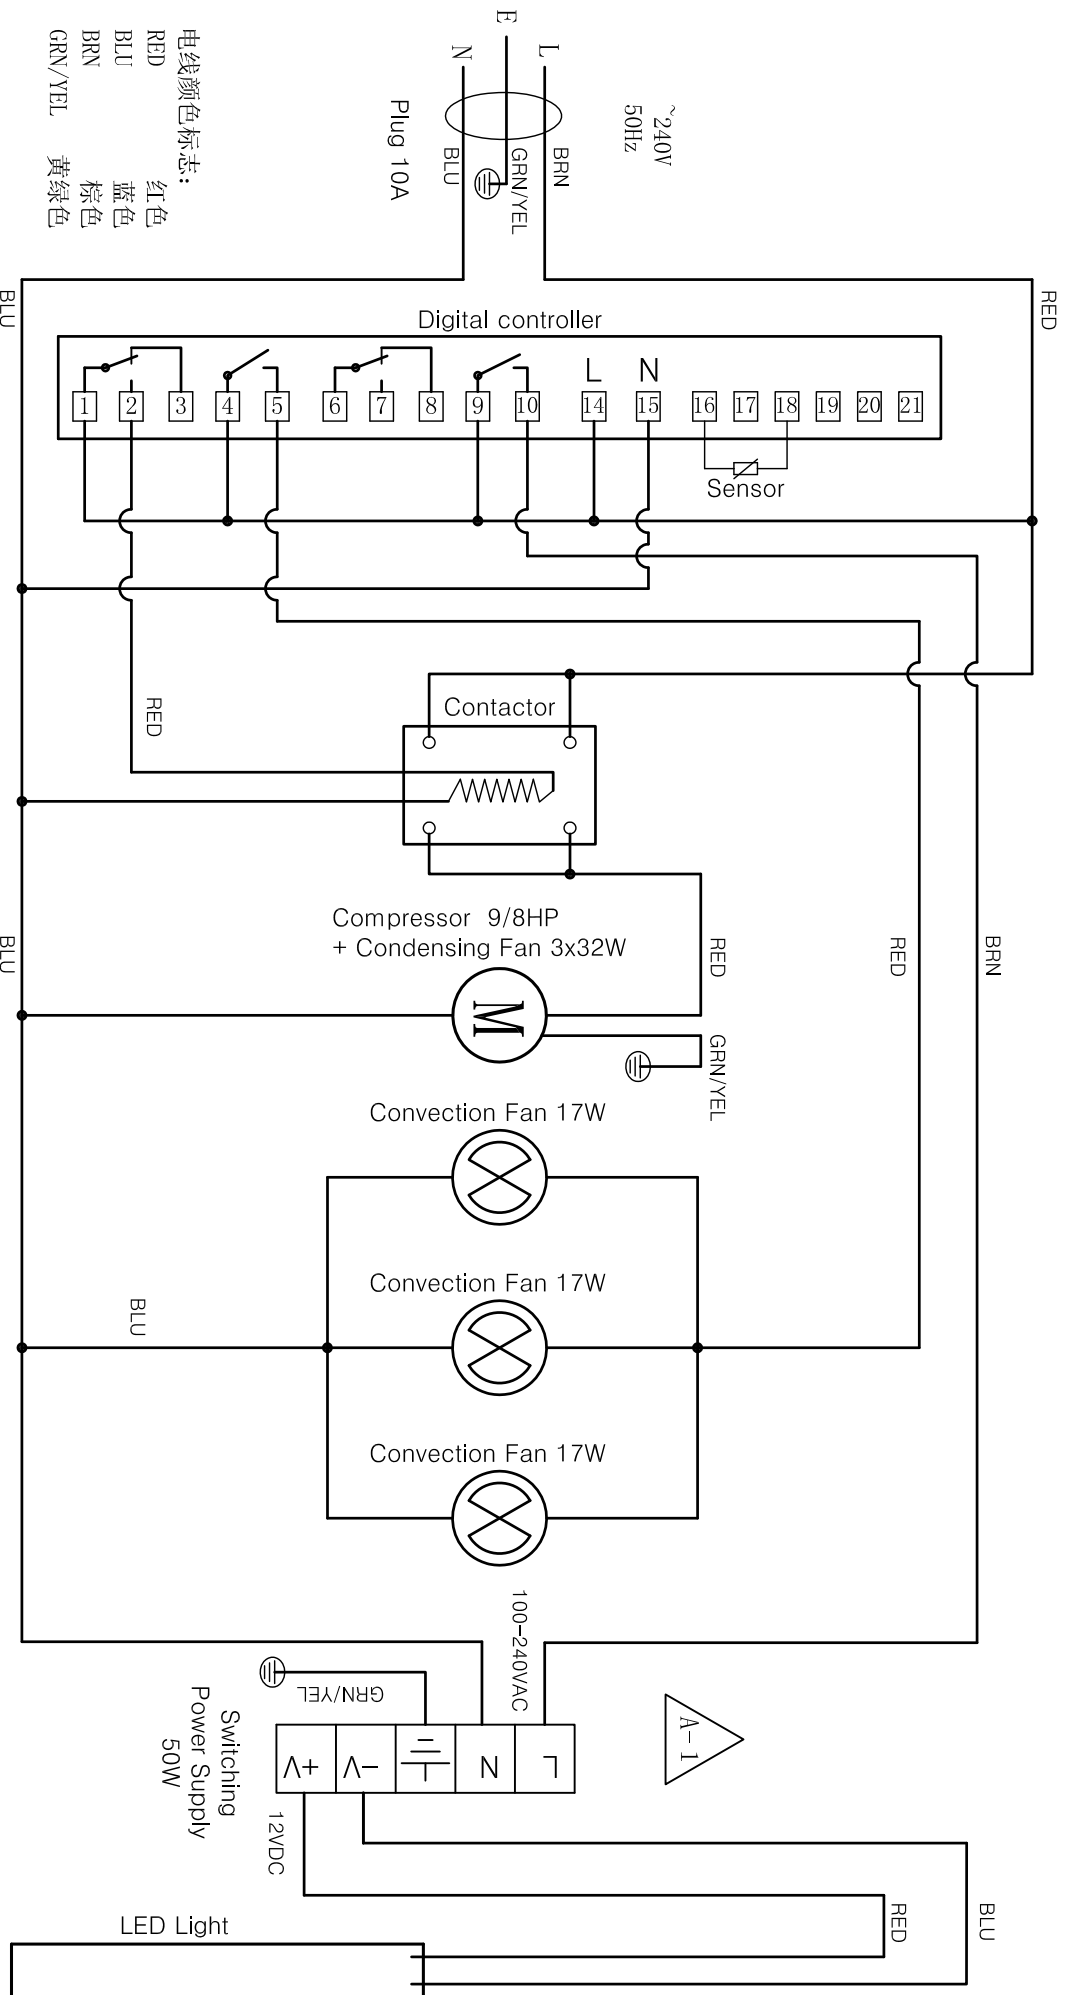 ~240V
50Hz
E
L
N
BRN
GRN/YEL
BLU
Plug 10A
电线颜色标志:
RED 红色
BLU 蓝色
BRN 棕色
GRN/YEL 黄绿色
RED
BLU
Digital controller
L N
1 2 3 4 5 6 7 8 9 10 14 15 16 17 18 19 20 21
Sensor
RED
Contactor
Compressor 9/8HP
+ Condensing Fan 3x32W
M
RED
GRN/YEL
RED
BRN
BLU
Convection Fan 17W
Convection Fan 17W
BLU
Convection Fan 17W
100-240VAC
GRN/YEL
A-1
+V -V N L
Switching
Power Supply
50W
12VDC
RED
BLU
LED Light